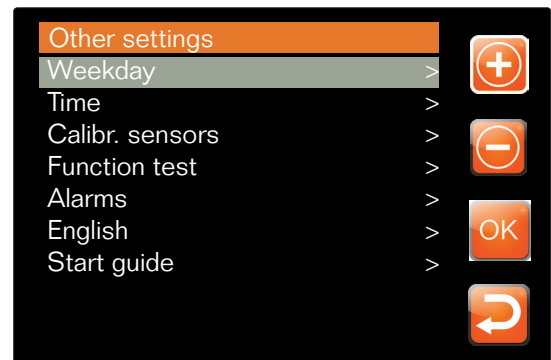 Other settings
Weekday >
Time >
Calibr. sensors >
Function test >
Alarms >
English >
Start guide >
OK